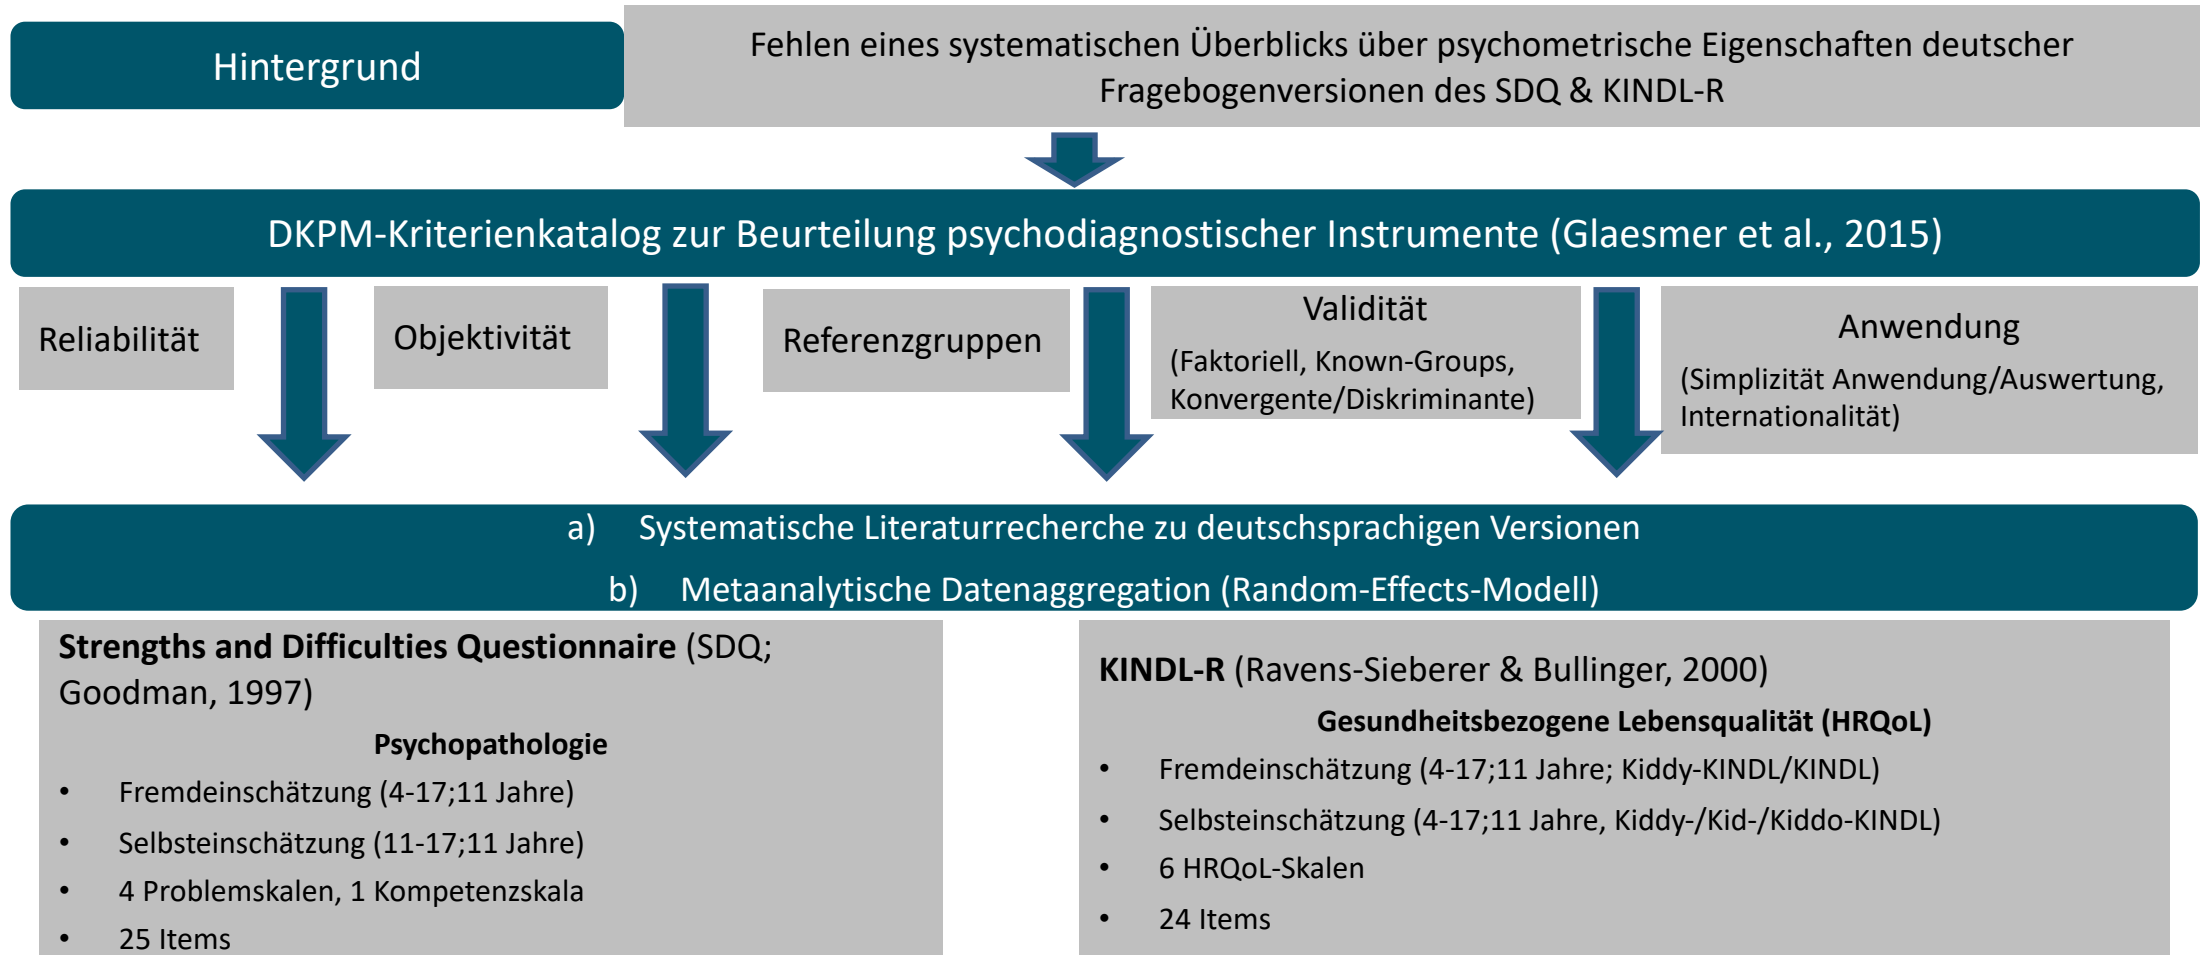 Hintergrund
Fehlen eines systematischen Überblicks über psychometrische Eigenschaften deutscher
Fragebogenversionen des SDQ & KINDL-R
DKPM-Kriterienkatalog zur Beurteilung psychodiagnostischer Instrumente (Glaesmer et al., 2015)
Reliabilität
Objektivität
Referenzgruppen
Validität
(Faktoriell, Known-Groups,
Konvergente/Diskriminante)
Anwendung
(Simplizität Anwendung/Auswertung,
Internationalität)
a) Systematische Literaturrecherche zu deutschsprachigen Versionen
b) Metaanalytische Datenaggregation (Random-Effects-Modell)
Strengths and Difficulties Questionnaire (SDQ;
Goodman, 1997)
Psychopathologie
• Fremdeinschätzung (4-17;11 Jahre)
• Selbsteinschätzung (11-17;11 Jahre)
• 4 Problemskalen, 1 Kompetenzskala
• 25 Items
KINDL-R (Ravens-Sieberer & Bullinger, 2000)
Gesundheitsbezogene Lebensqualität (HRQoL)
• Fremdeinschätzung (4-17;11 Jahre; Kiddy-KINDL/KINDL)
• Selbsteinschätzung (4-17;11 Jahre, Kiddy-/Kid-/Kiddo-KINDL)
• 6 HRQoL-Skalen
• 24 Items